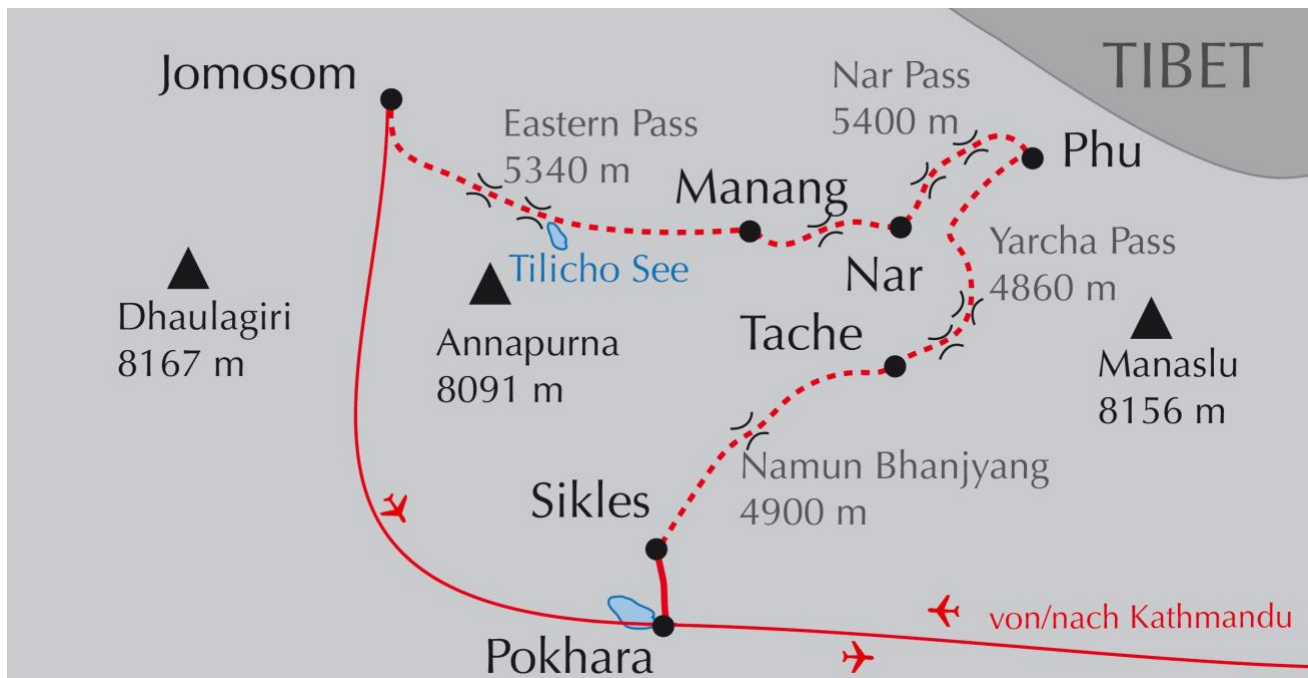 TIBET
Jomosom
Nar Pass
5400 m
Eastern Pass
5340 m
Phu
Manang
Yarcha Pass
4860 m
Nar
Tilicho See
Dhaulagiri
8167 m
Annapurna
8091 m
Tache
Manaslu
8156 m
Namun Bhanjyang
4900 m
Sikles
von/nach Kathmandu
Pokhara